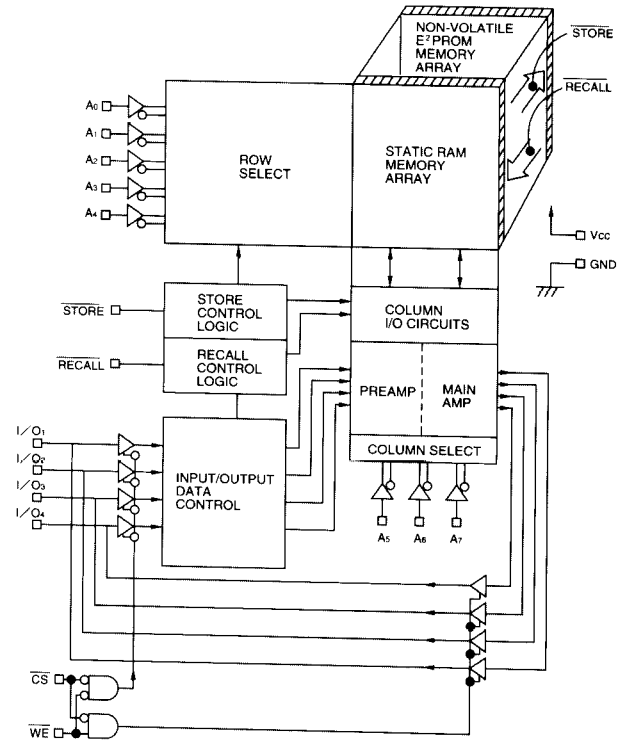 NON-VOLATILE
E²PROM
MEMORY
ARRAY
STORE
RECALL
A0
A1
A2
A3
A4
ROW
SELECT
STATIC RAM
MEMORY
ARRAY
Vcc
GND
STORE
STORE
CONTROL
LOGIC
COLUMN
I/O CIRCUITS
RECALL
RECALL CONTROL
LOGIC
PREAMP
MAIN
AMP
COLUMN SELECT
I/O1
I/O2
I/O3
I/O4
INPUT/OUTPUT
DATA
CONTROL
A5
A6
A7
CS
WE